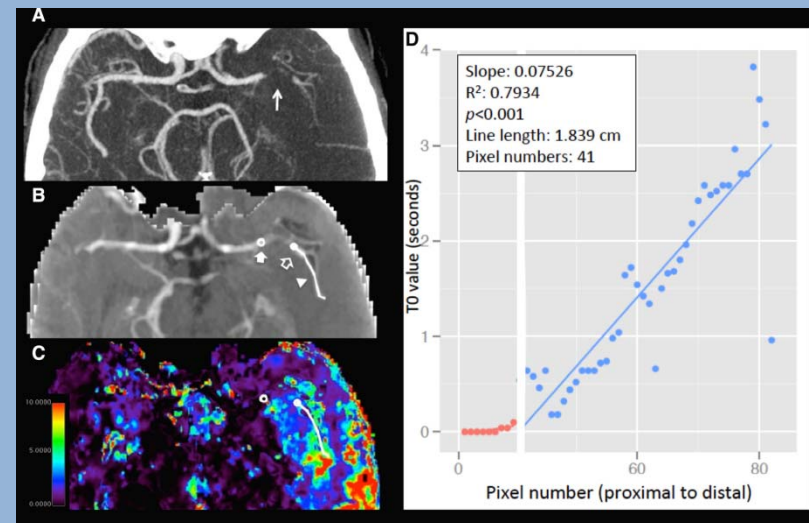 A
B
C
10.0000
5.0000
0.0000
D
4
3
2
1
0
T0 value (seconds)
Slope: 0.07526
R²: 0.7934
p<0.001
Line length: 1.839 cm
Pixel numbers: 41
0
60
80
Pixel number (proximal to distal)